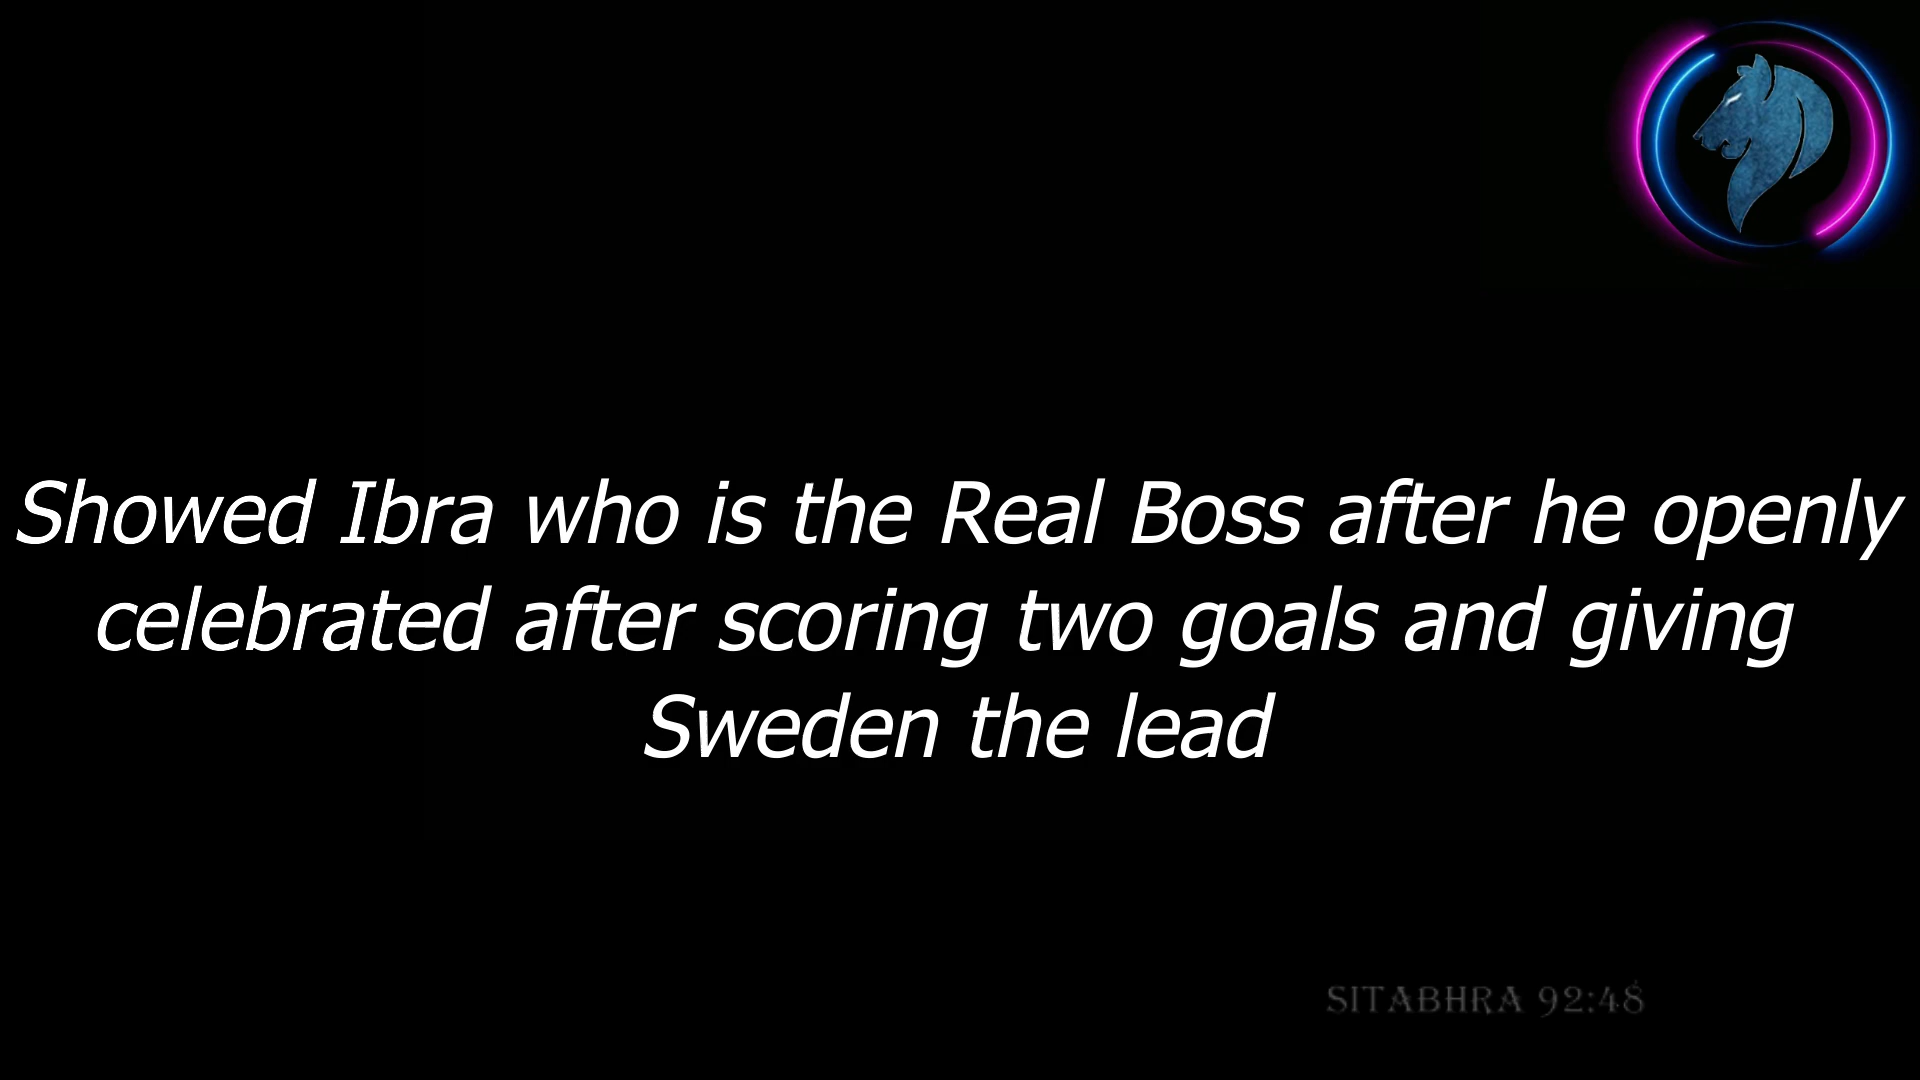 Showed Ibra who is the Real Boss after he openly
celebrated after scoring two goals and giving
Sweden the lead
SITABHRA 92:48